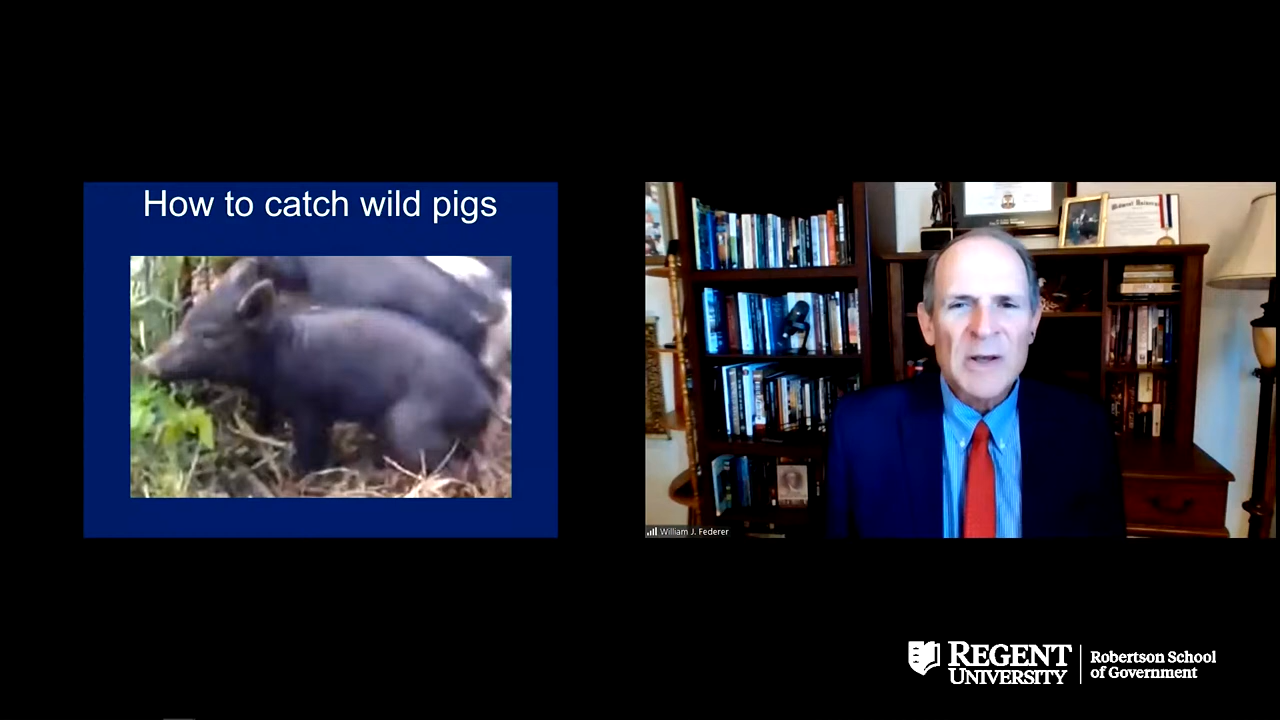 How to catch wild pigs
William J. Federer
REGENT
UNIVERSITY
Robertson School
of Government